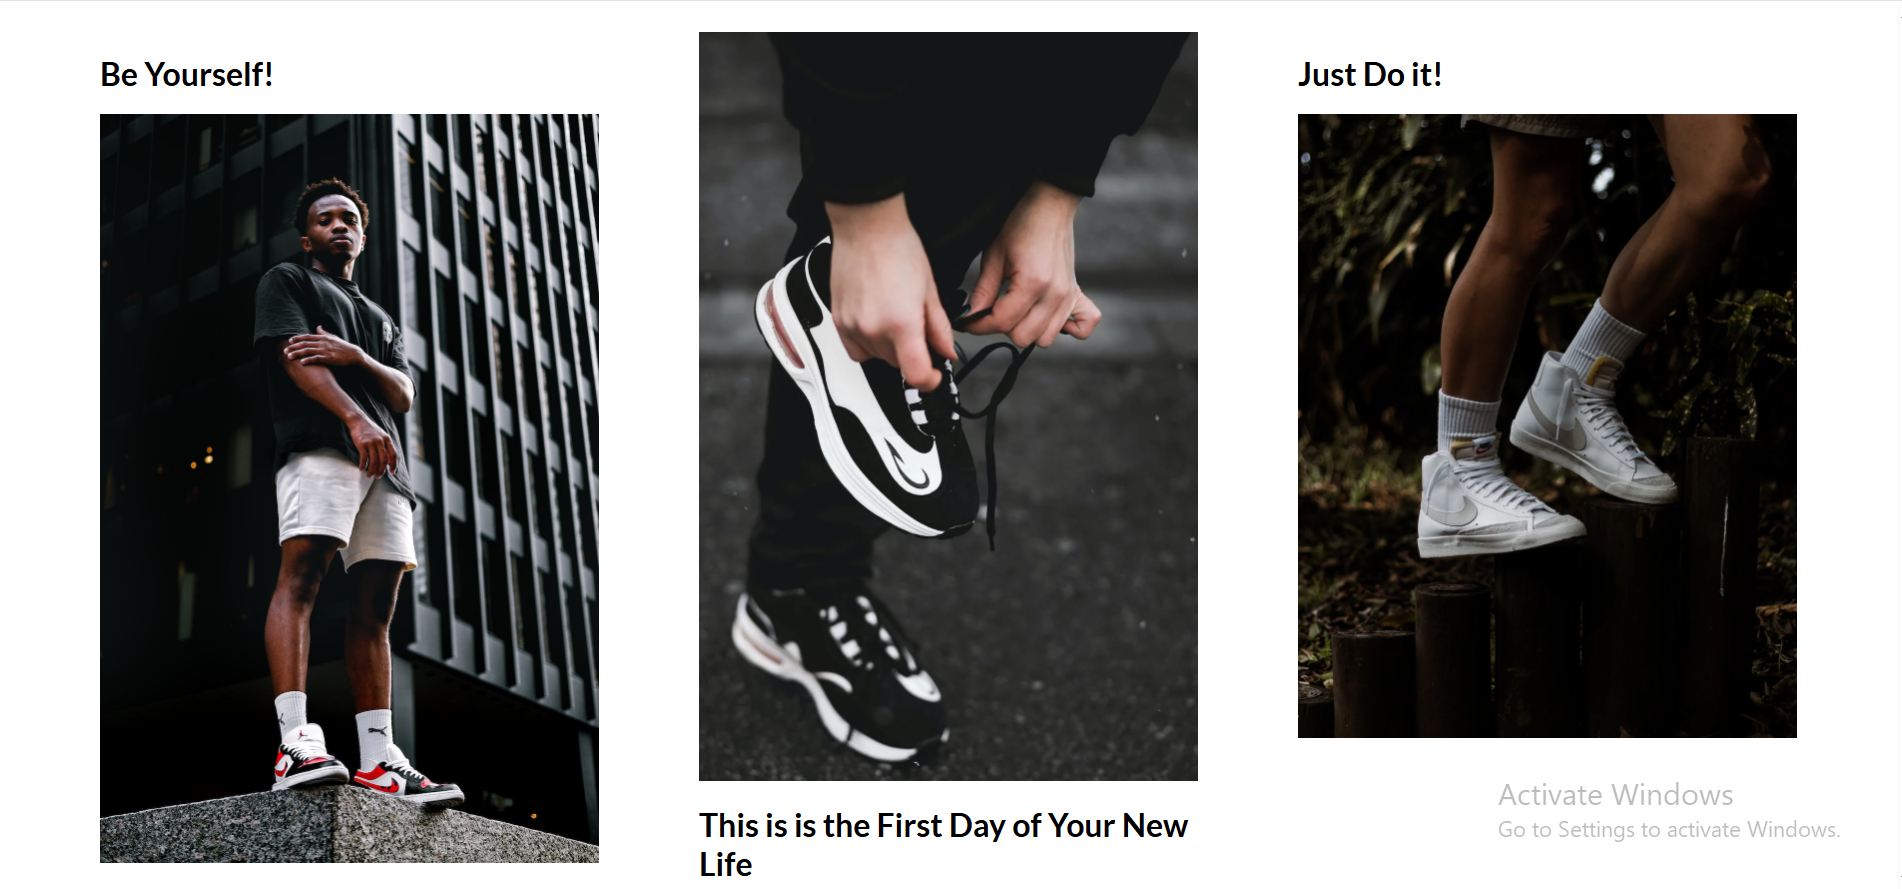 Be Yourself!
Just Do it!
This is is the First Day of Your New
Life
Activate Windows
Go to Settings to activate Windows.